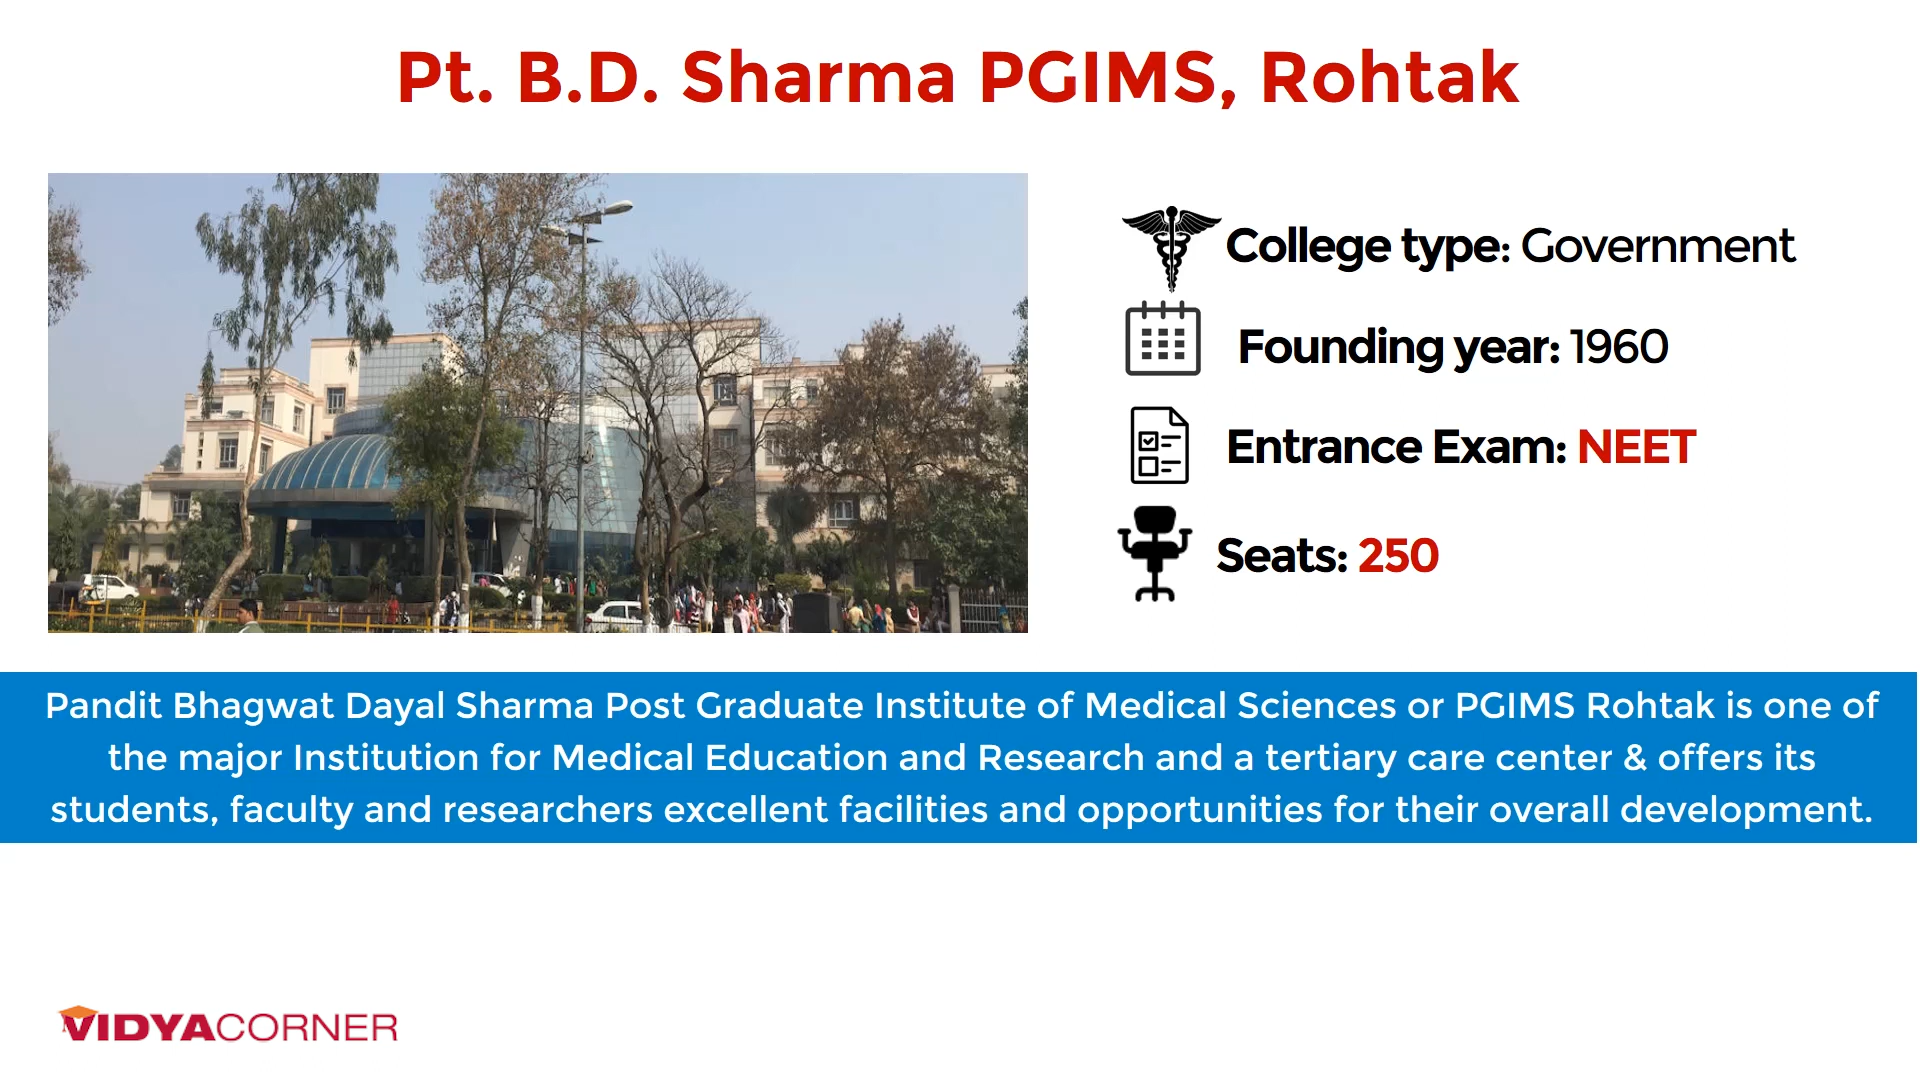 Pt. B.D. Sharma PGIMS, Rohtak
College type: Government
Founding year: 1960
Entrance Exam: NEET
Seats: 250
Pandit Bhagwat Dayal Sharma Post Graduate Institute of Medical Sciences or PGIMS Rohtak is one of
the major Institution for Medical Education and Research and a tertiary care center & offers its
students, faculty and researchers excellent facilities and opportunities for their overall development.
VIDYACORNER